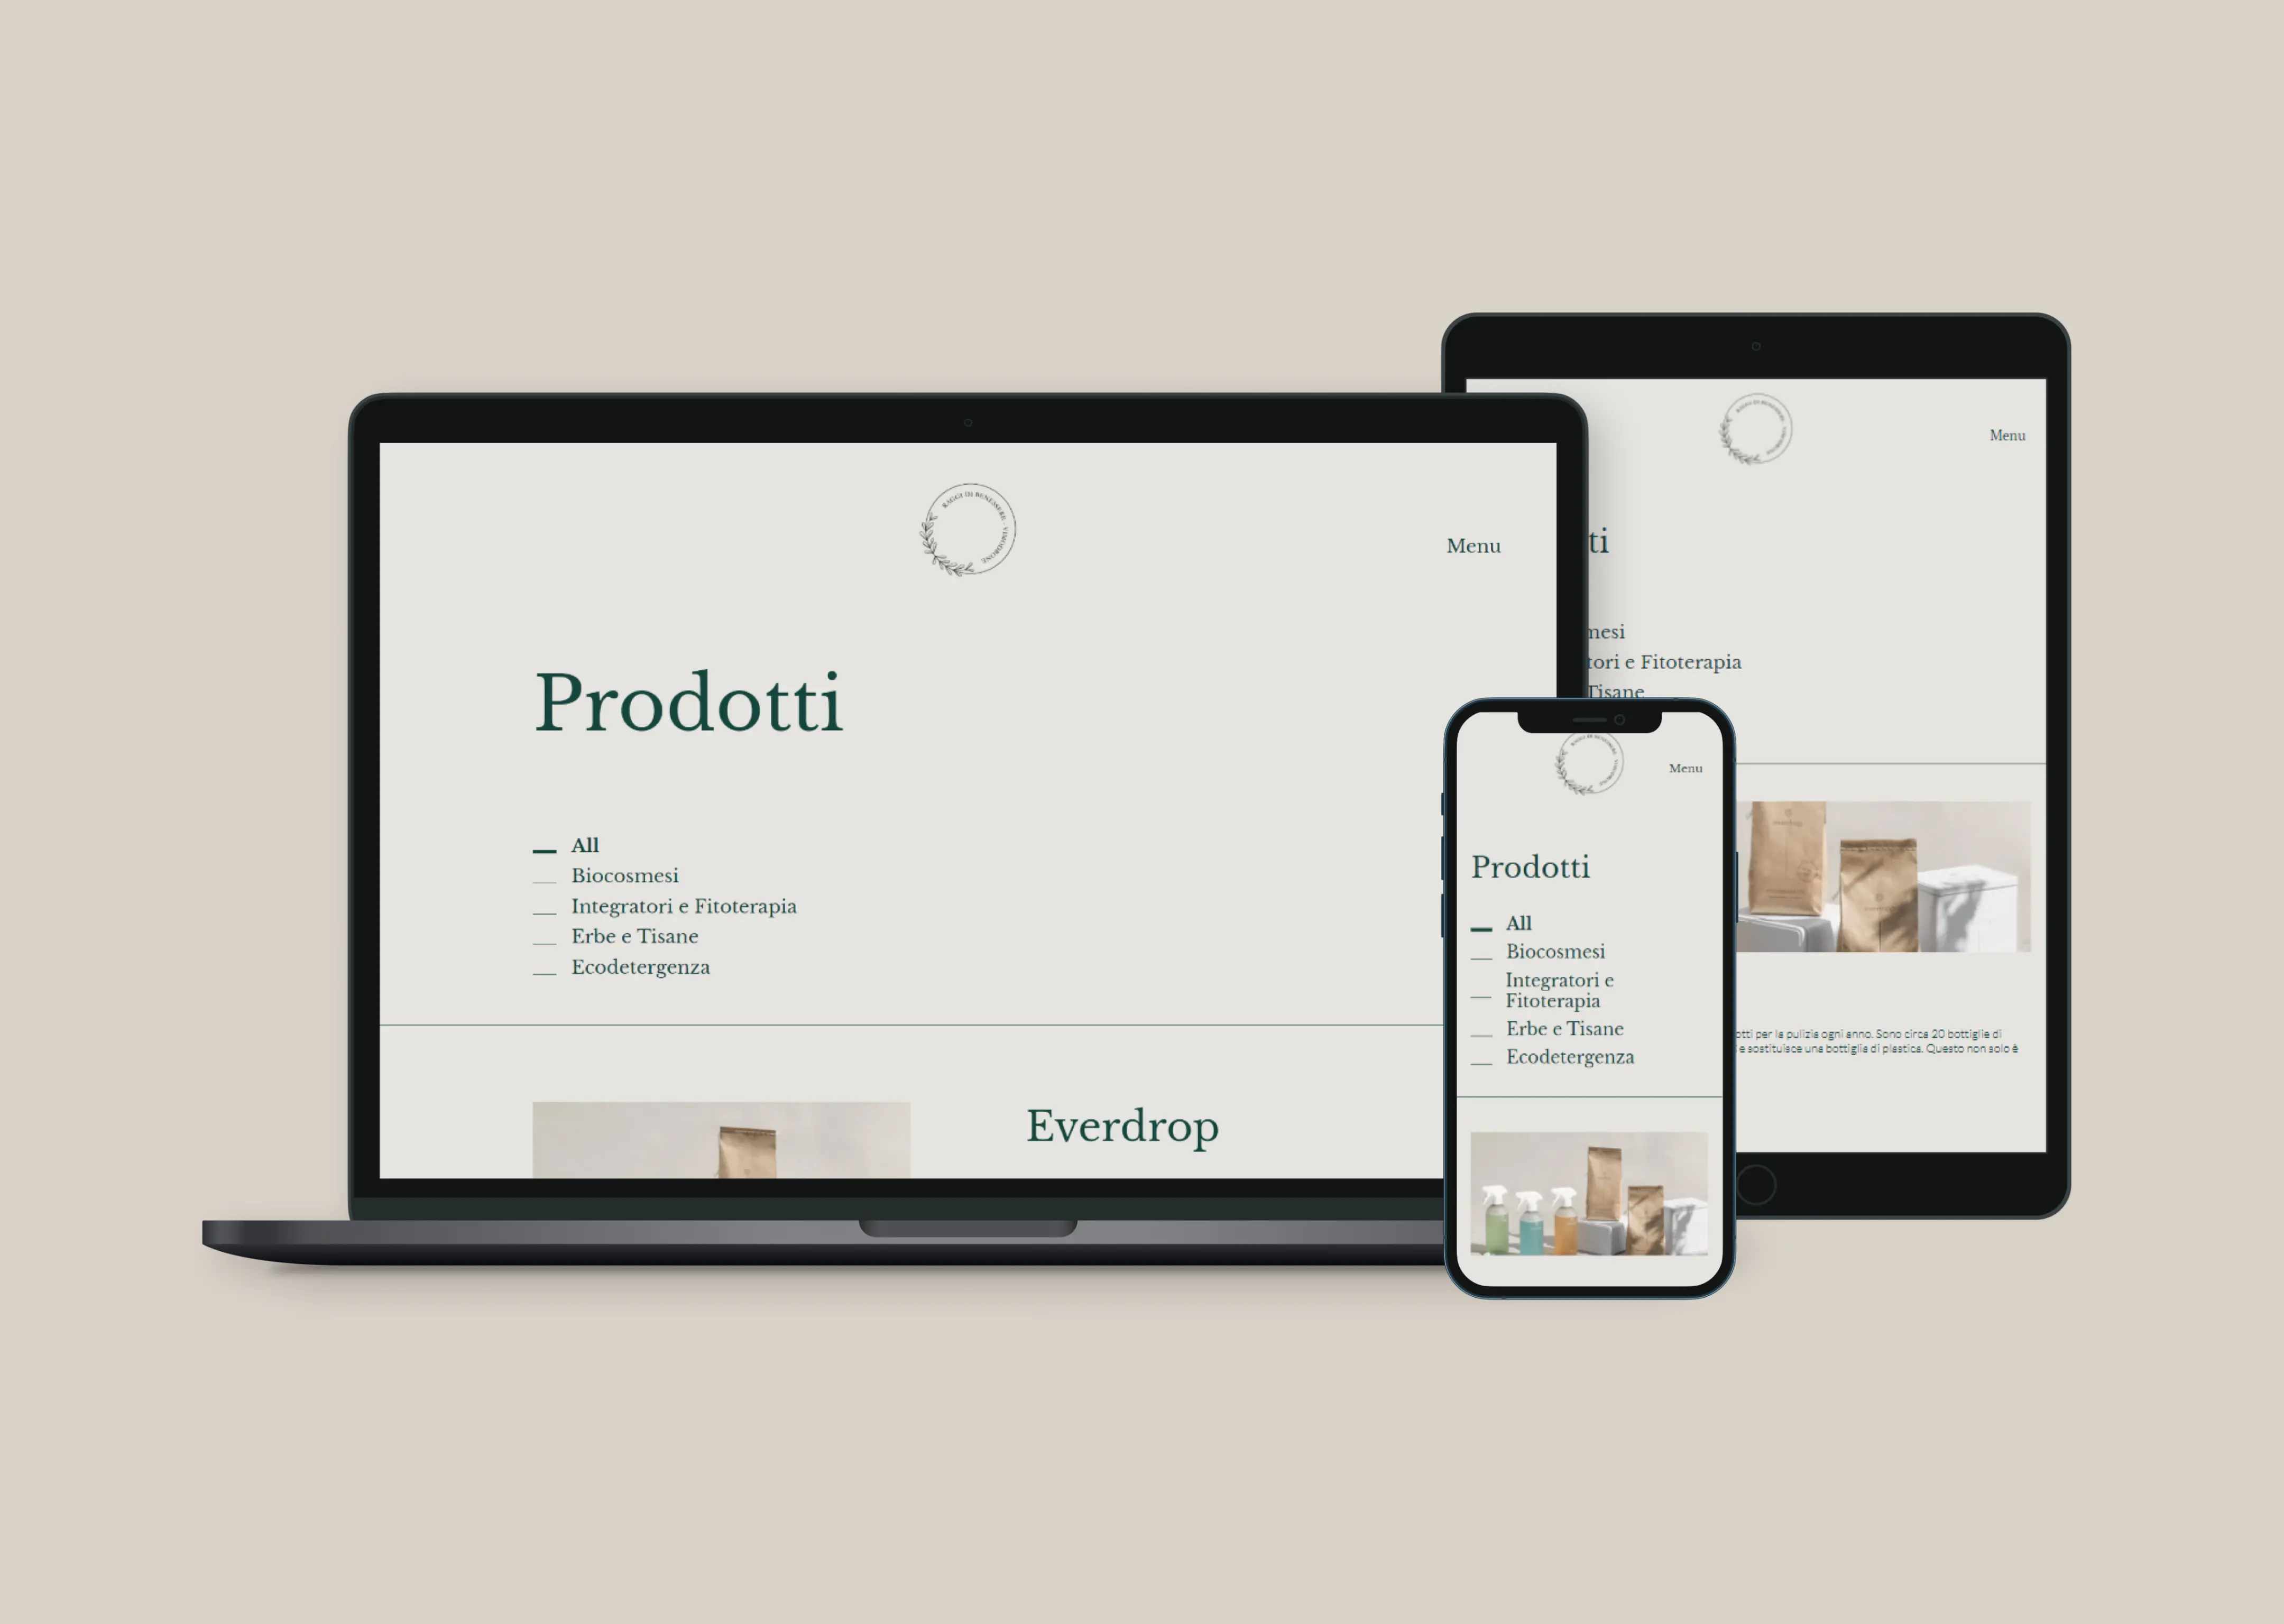 RAGGI DI BENESSERE · VIMODRONE
Menu
Prodotti
All
Biocosmesi
Integratori e Fitoterapia
Erbe e Tisane
Ecodetergenza
Everdrop
Menu
ti
mesi
tori e Fitoterapia
Tisane
otti per la pulizia ogni anno. Sono circa 20 bottiglie di
e sostituisce una bottiglia di plastica. Questo non solo è
Menu
Prodotti
All
Biocosmesi
Integratori e
Fitoterapia
Erbe e Tisane
Ecodetergenza